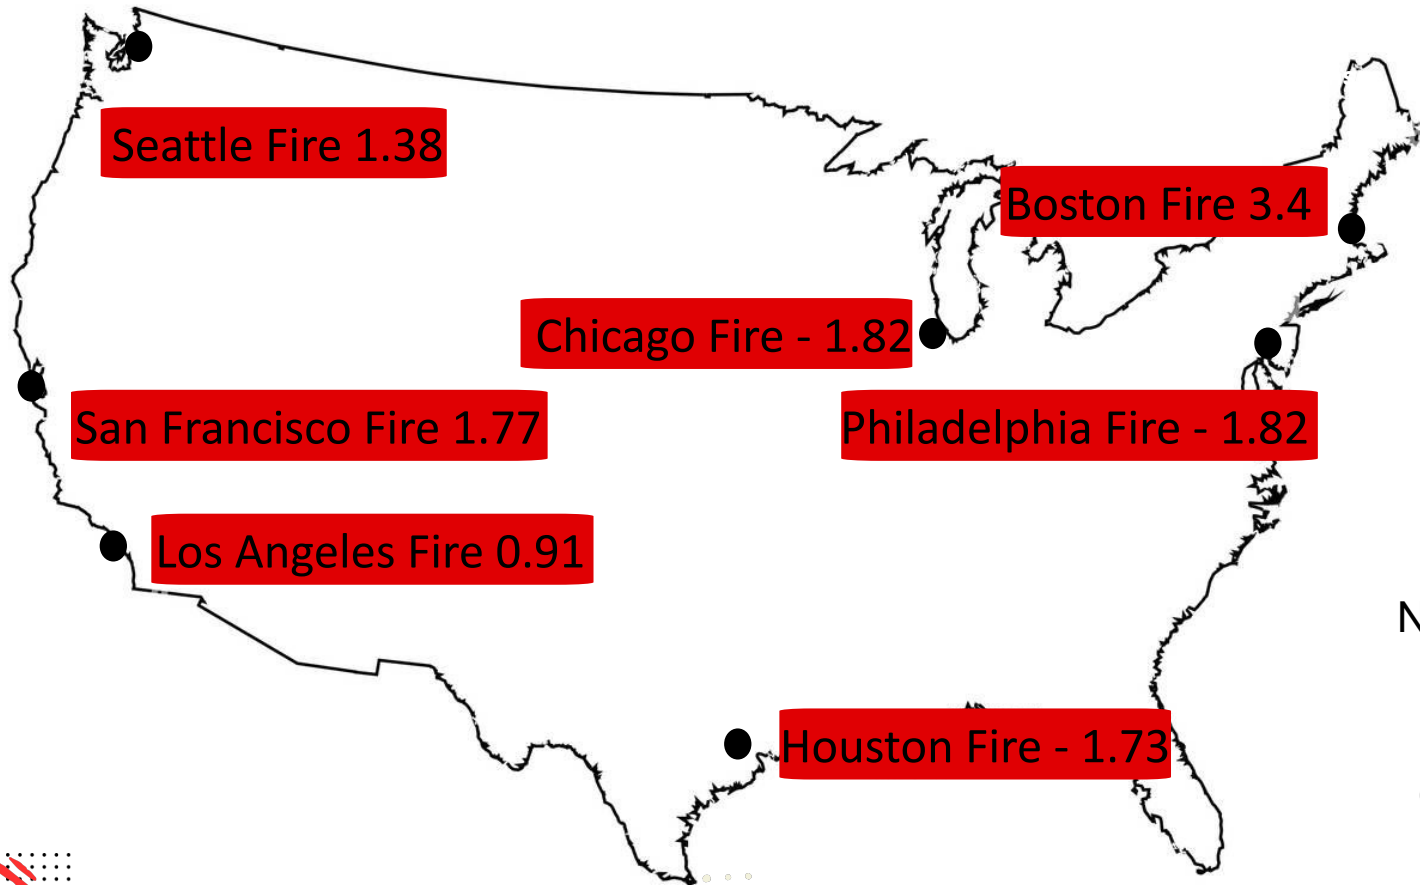 Seattle Fire 1.38
Boston Fire 3.4
Chicago Fire - 1.82
San Francisco Fire 1.77
Philadelphia Fire - 1.82
Los Angeles Fire 0.91
N
Houston Fire - 1.73